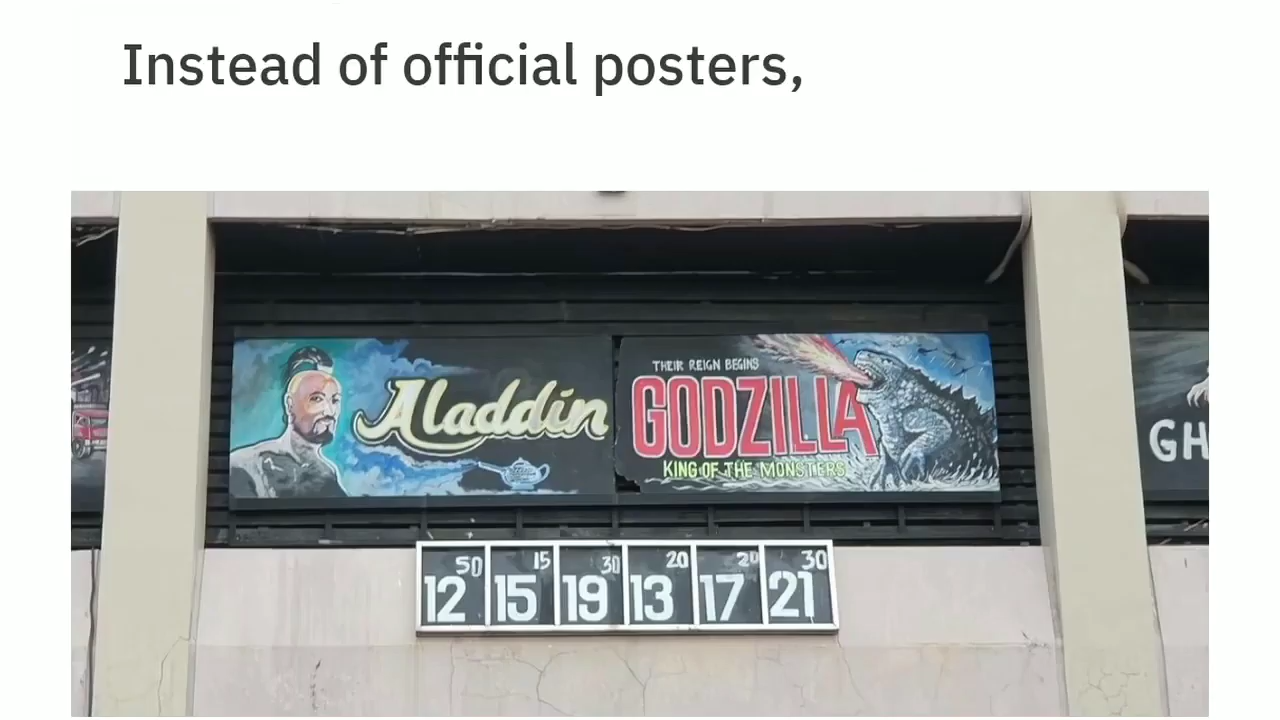 Instead of official posters,
Aladdin
THEIR REIGN BEGINS
GODZILLA
KING OF THE MONSTERS
GH
12 50 15 15 19 30 13 20 17 20 21 30